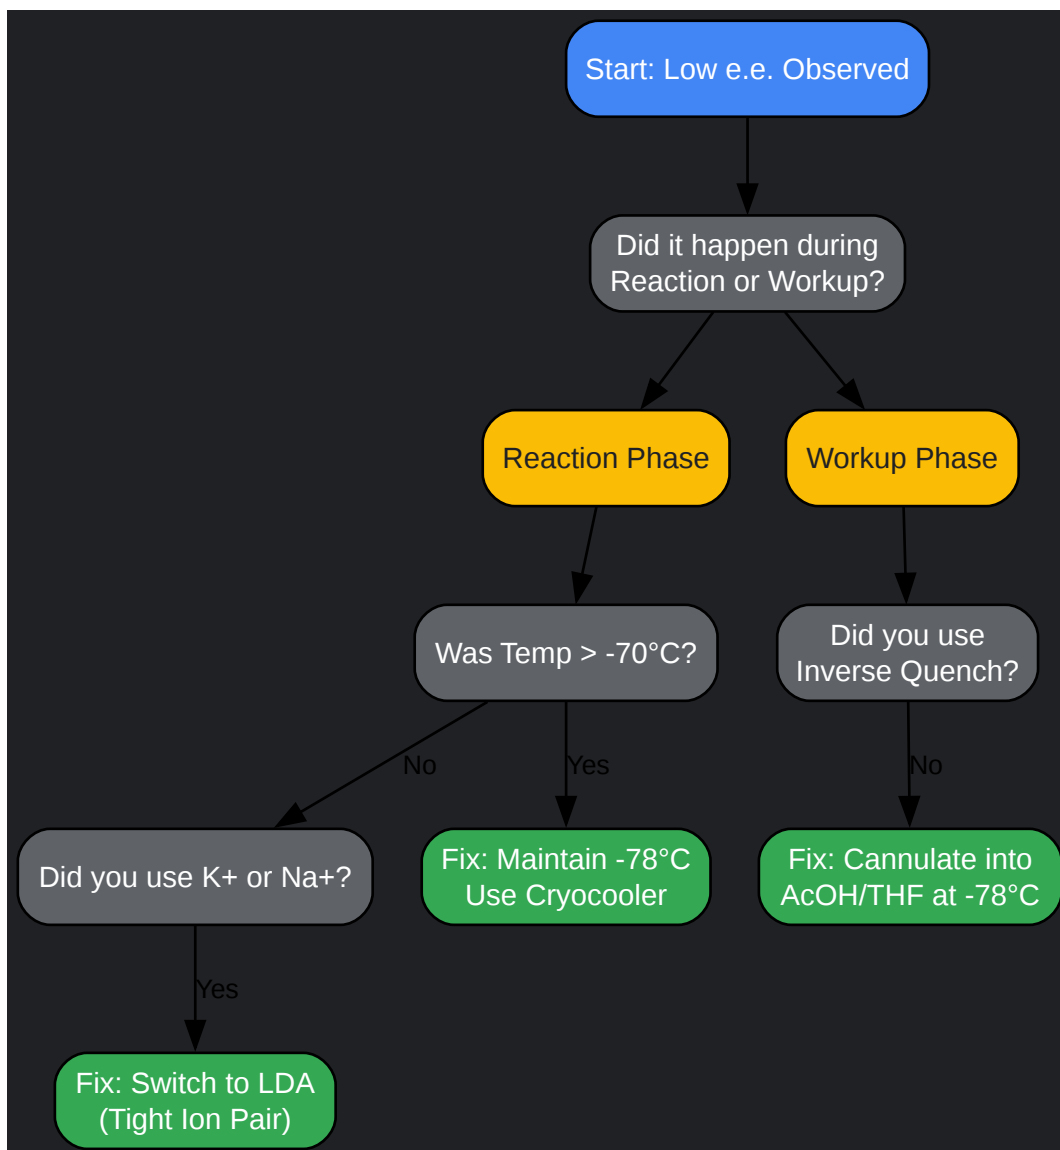 Start: Low e.e. Observed
Did it happen during
Reaction or Workup?
Reaction Phase
Workup Phase
Was Temp > -70°C?
Did you use
Inverse Quench?
No
Yes
No
Did you use K+ or Na+?
Fix: Maintain -78°C
Use Cryocooler
Fix: Cannulate into
AcOH/THF at -78°C
Yes
Fix: Switch to LDA
(Tight Ion Pair)